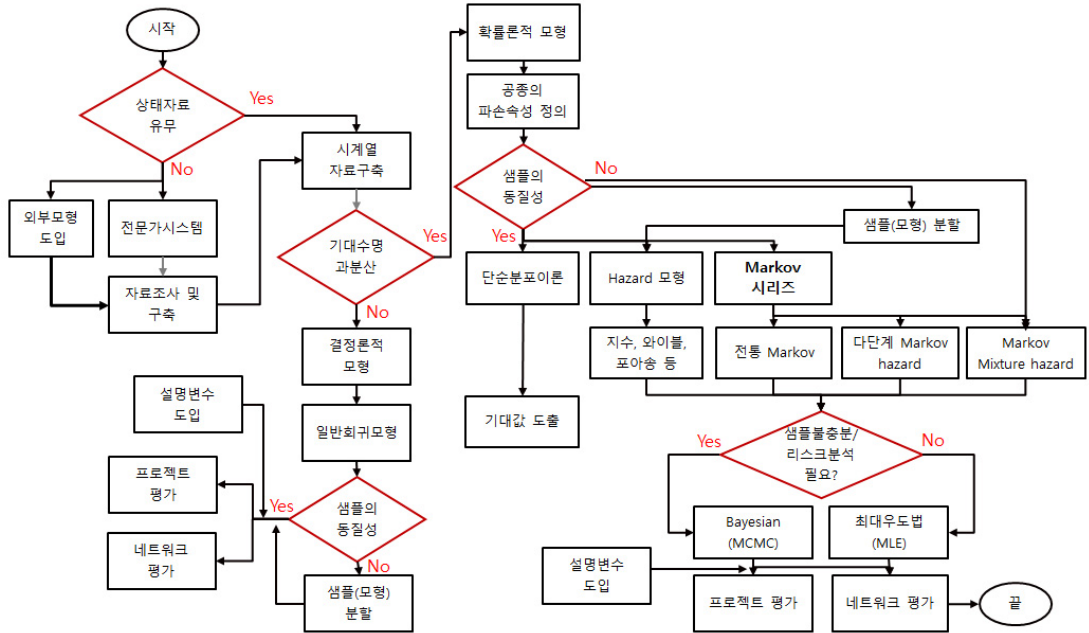 시작
상태자료
유무
Yes
No
외부모형
도입
전문가시스템
자료조사 및
구축
시계열
자료구축
기대수명
과분산
Yes
No
결정론적
모형
일반회귀모형
설명변수
도입
샘플의
동질성
Yes
No
프로젝트
평가
네트워크
평가
샘플(모형)
분할
확률론적 모형
공종의
파손속성 정의
샘플의
동질성
No
Yes
샘플(모형) 분할
단순분포이론
Hazard 모형
Markov
시리즈
기대값 도출
지수, 와이블,
포아송 등
전통 Markov
다단계 Markov
hazard
Markov
Mixture hazard
샘플불충분/
리스크분석
필요?
Yes
No
Bayesian
(MCMC)
최대우도법
(MLE)
설명변수
도입
프로젝트 평가
네트워크 평가
끝